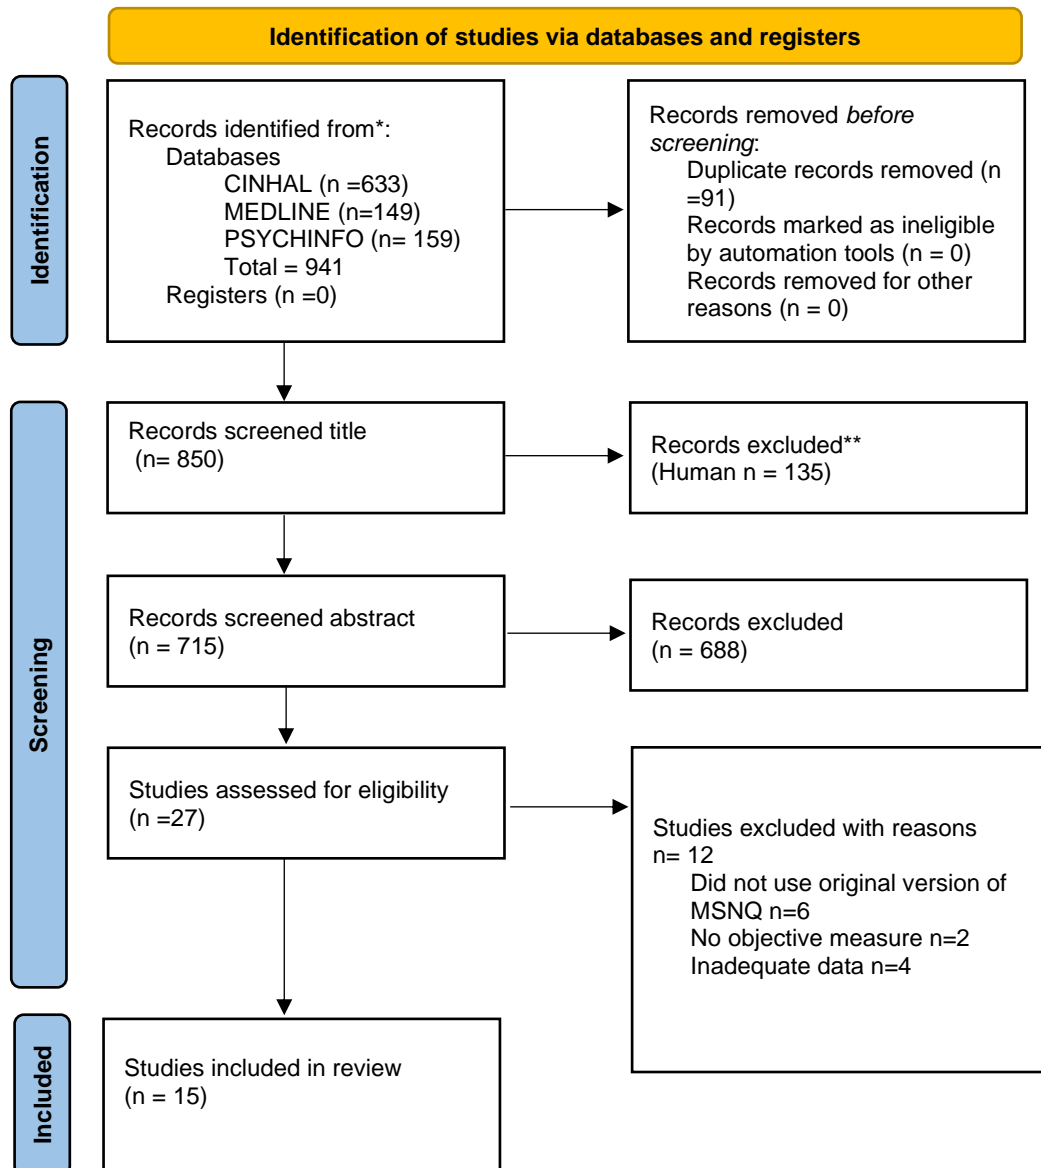 Identification of studies via databases and registers
Identification
Records identified from*:
Databases
CINHAL (n =633)
MEDLINE (n=149)
PSYCHINFO (n= 159)
Total = 941
Registers (n =0)
Records removed before
screening:
Duplicate records removed (n
=91)
Records marked as ineligible
by automation tools (n = 0)
Records removed for other
reasons (n = 0)
Screening
Records screened title
(n= 850)
Records excluded**
(Human n = 135)
Records screened abstract
(n = 715)
Records excluded
(n = 688)
Studies assessed for eligibility
(n =27)
Studies excluded with reasons
n= 12
Did not use original version of
MSNQ n=6
No objective measure n=2
Inadequate data n=4
Included
Studies included in review
(n = 15)